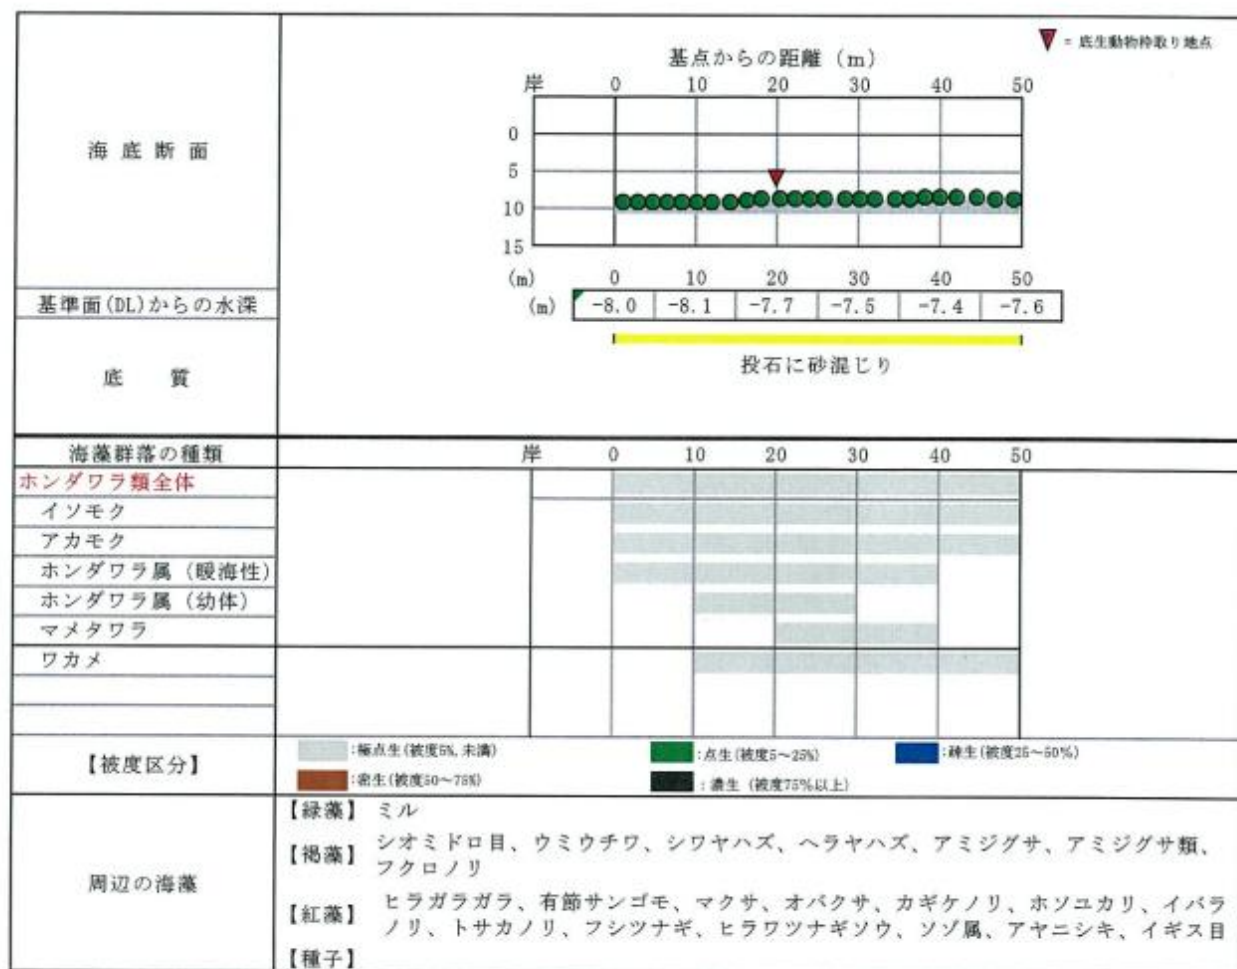 ▼ = 底生動物枠取り地点
基点からの距離 (m)
岸 0 10 20 30 40 50
海底断面
0
5
10
15
(m) 0 10 20 30 40 50
基準面(DL)からの水深 (m) -8.0 -8.1 -7.7 -7.5 -7.4 -7.6
底 質
投石に砂混じり
海藻群落の種類 岸 0 10 20 30 40 50
ホンダワラ類全体
イソモク
アカモク
ホンダワラ属 (暖海性)
ホンダワラ属 (幼体)
マメタワラ
ワカメ
【被度区分】
:極点生(被度5%, 未満) :点生(被度5~25%) :疎生(被度25~50%)
:密生(被度50~75%) :濃生 (被度75%以上)
周辺の海藻
【緑藻】 ミル
【褐藻】 シオミドロ目、ウミウチワ、シワヤハズ、ヘラヤハズ、アミジグサ、アミジグサ類、
フクロノリ
【紅藻】 ヒラガラガラ、有節サンゴモ、マクサ、オバクサ、カギケノリ、ホソユカリ、イバラ
ノリ、トサカノリ、フシツナギ、ヒラワツナギソウ、ソゾ属、アヤニシキ、イギス目
【種子】